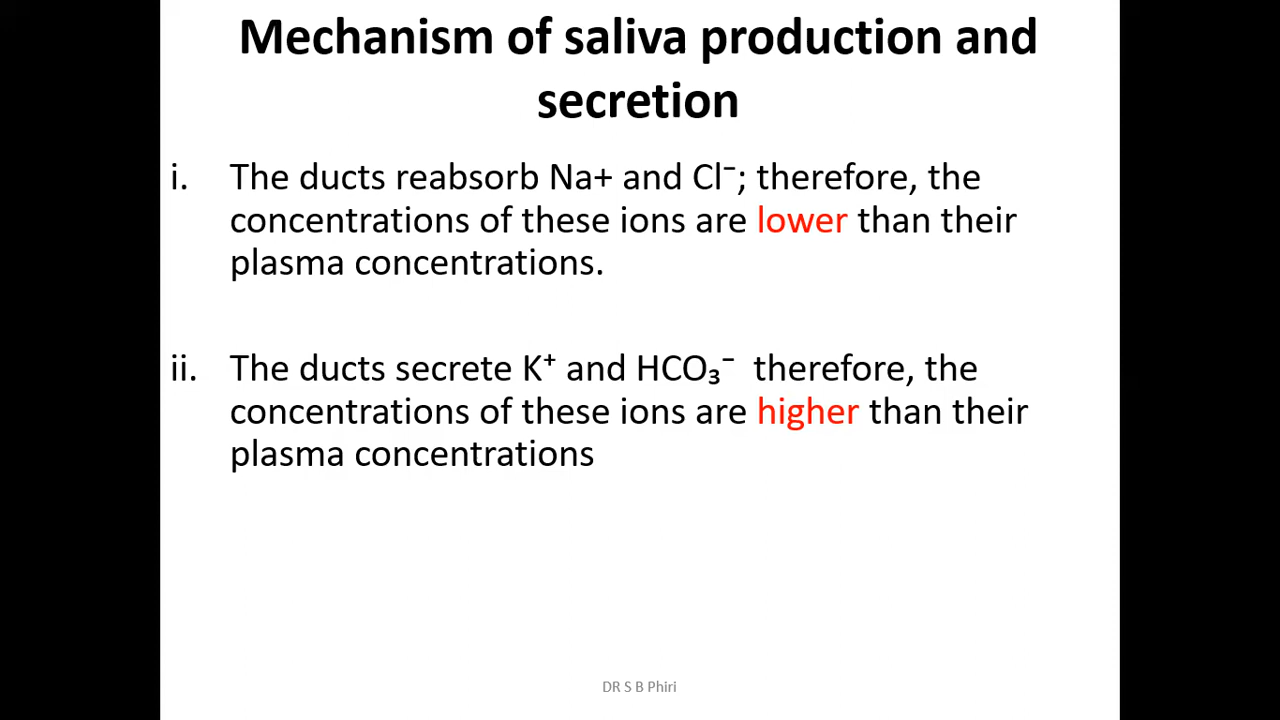 Mechanism of saliva production and
secretion
i. The ducts reabsorb Na+ and Cl⁻; therefore, the
concentrations of these ions are lower than their
plasma concentrations.
ii. The ducts secrete K⁺ and HCO₃⁻ therefore, the
concentrations of these ions are higher than their
plasma concentrations
DR S B Phiri